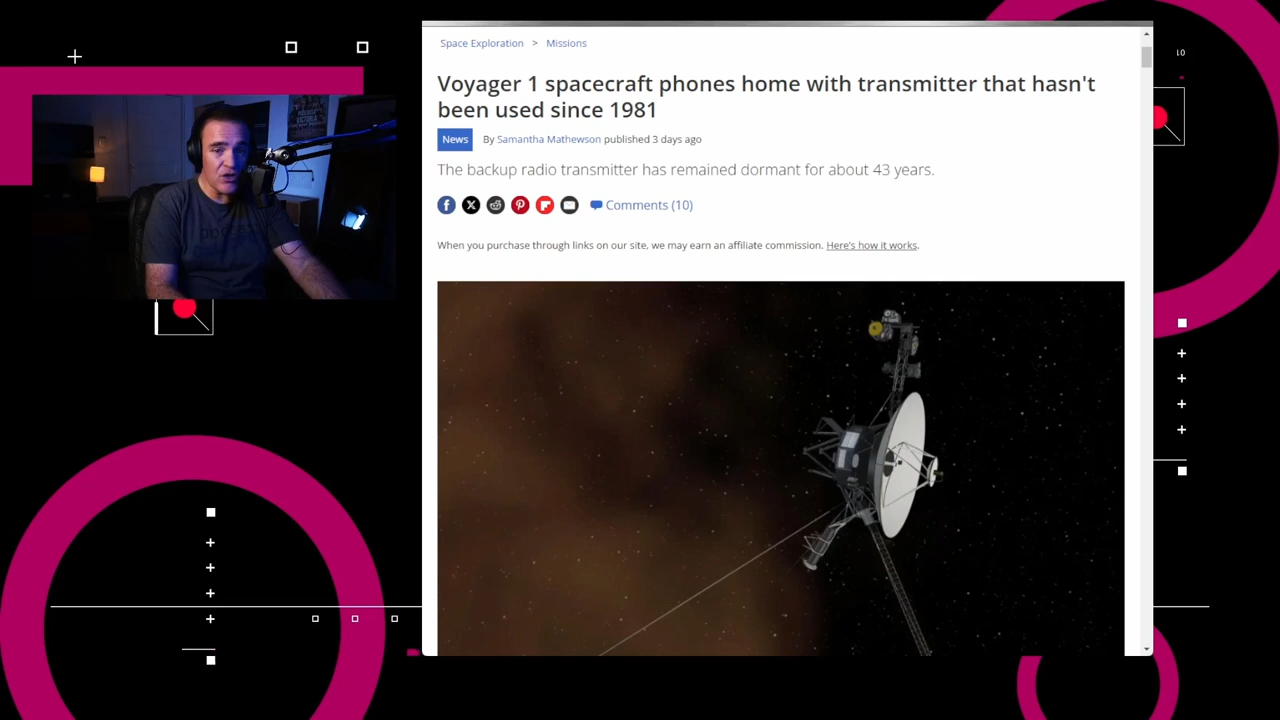 Space Exploration > Missions
Voyager 1 spacecraft phones home with transmitter that hasn't
been used since 1981
News By Samantha Mathewson published 3 days ago
The backup radio transmitter has remained dormant for about 43 years.
Comments (10)
When you purchase through links on our site, we may earn an affiliate commission. Here's how it works.
10